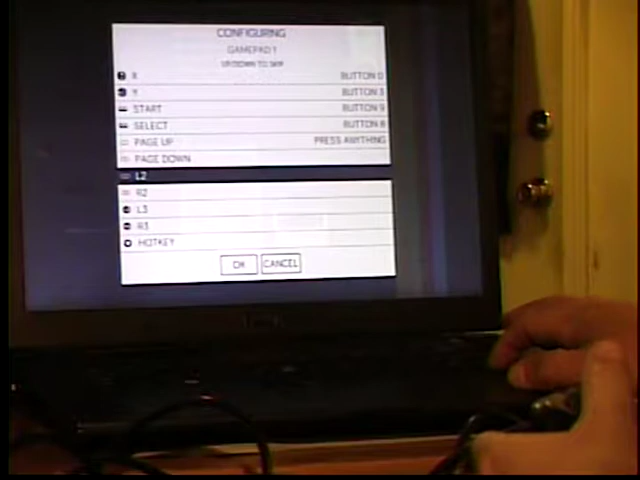 CONFIGURING
GAMEPAD 1
UP/DOWN TO SKIP
X BUTTON 0
Y BUTTON 3
START BUTTON 9
SELECT BUTTON 8
PAGE UP PRESS ANYTHING
PAGE DOWN
L2
R2
L3
R3
HOTKEY
OK CANCEL